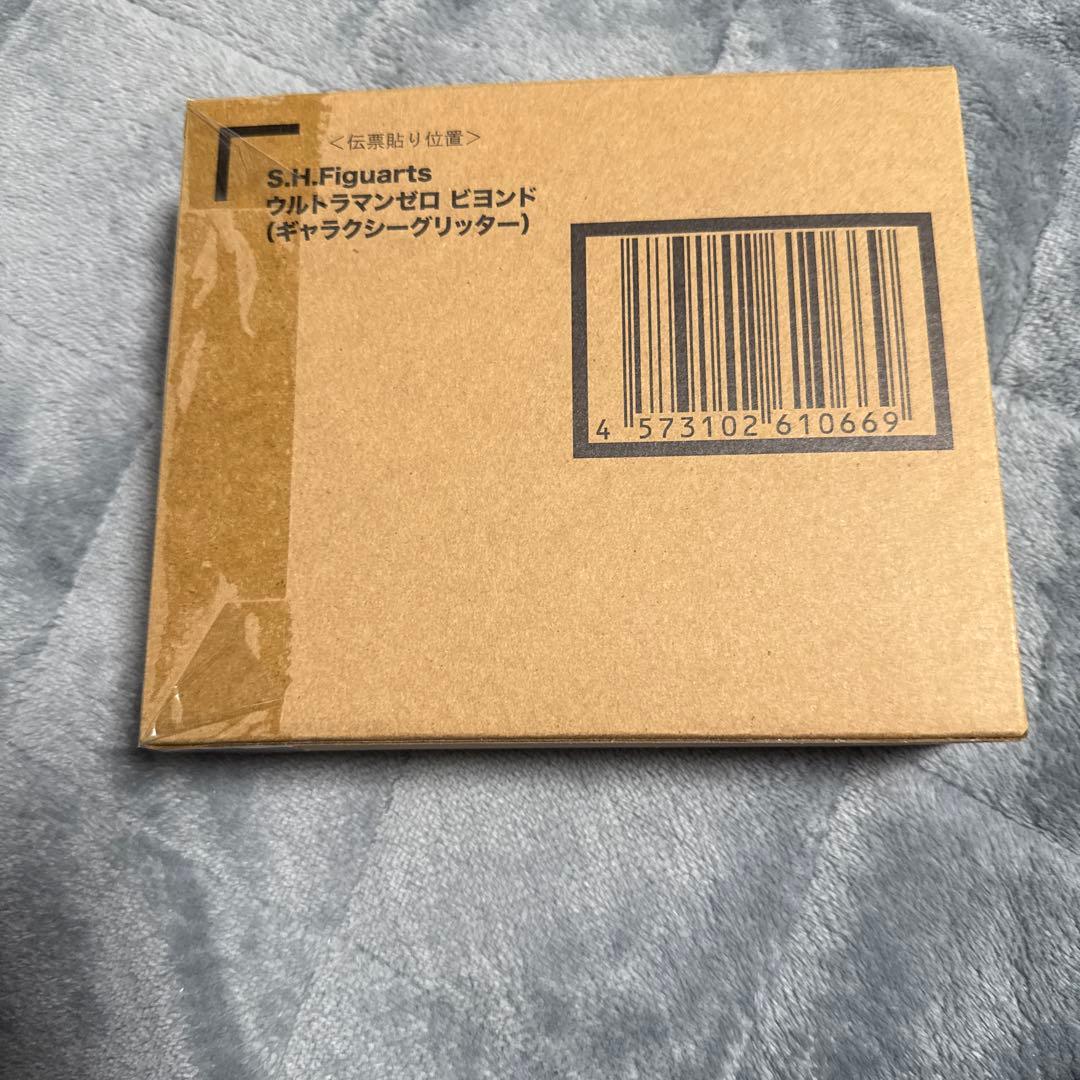 ＜伝票貼り位置＞
S.H.Figuarts
ウルトラマンゼロ ビヨンド
（ギャラクシーグリッター）
4 573102 610669